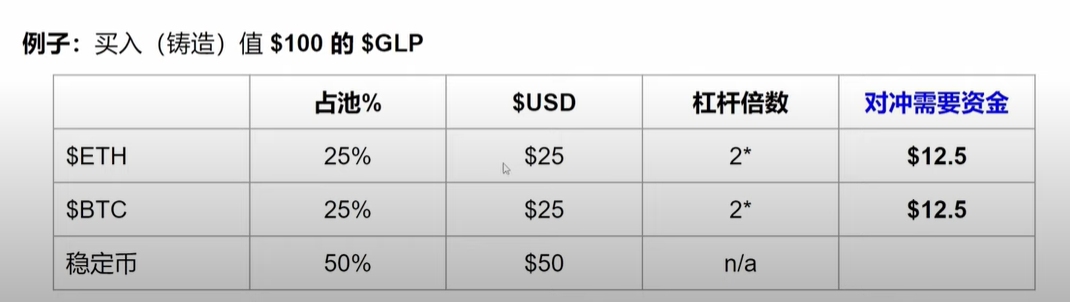 例子：买入（铸造）值 $100 的 $GLP
占池% $USD 杠杆倍数 对冲需要资金
$ETH 25% $25 2* $12.5
$BTC 25% $25 2* $12.5
稳定币 50% $50 n/a